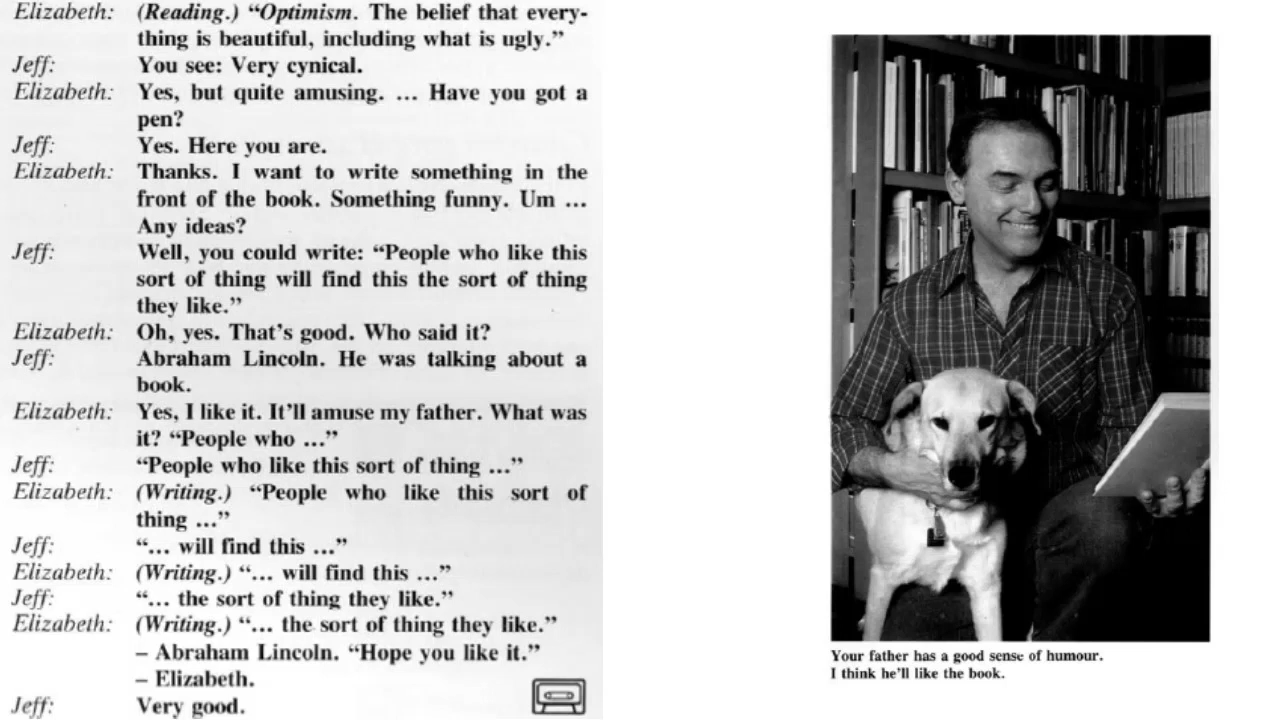 Elizabeth: (Reading.) “Optimism. The belief that every-
thing is beautiful, including what is ugly.”
Jeff: You see: Very cynical.
Elizabeth: Yes, but quite amusing. ... Have you got a
pen?
Jeff: Yes. Here you are.
Elizabeth: Thanks. I want to write something in the
front of the book. Something funny. Um ...
Any ideas?
Jeff: Well, you could write: “People who like this
sort of thing will find this the sort of thing
they like.”
Elizabeth: Oh, yes. That’s good. Who said it?
Jeff: Abraham Lincoln. He was talking about a
book.
Elizabeth: Yes, I like it. It’ll amuse my father. What was
it? “People who ...”
Jeff: “People who like this sort of thing ...”
Elizabeth: (Writing.) “People who like this sort of
thing ...”
Jeff: “... will find this ...”
Elizabeth: (Writing.) “... will find this ...”
Jeff: “... the sort of thing they like.”
Elizabeth: (Writing.) “... the sort of thing they like.”
– Abraham Lincoln. “Hope you like it.”
– Elizabeth.
Jeff: Very good.
Your father has a good sense of humour.
I think he’ll like the book.